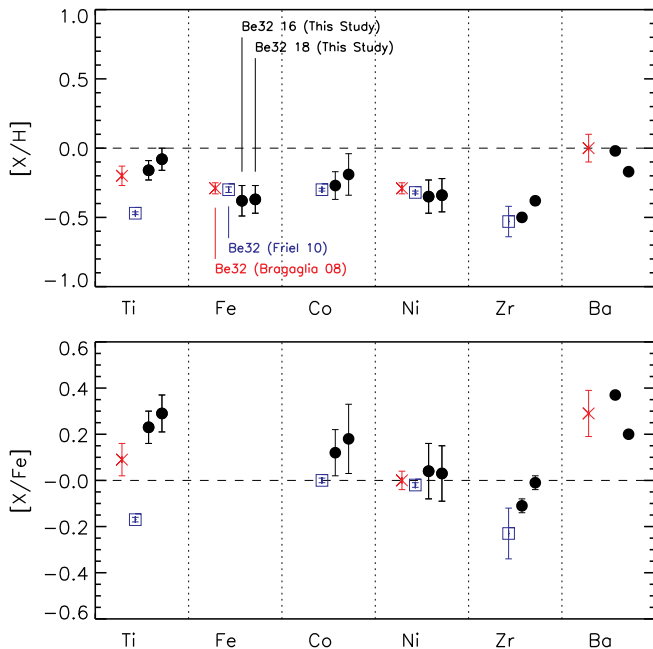 1.0
Be32 16 (This Study)
Be32 18 (This Study)
0.5
[X/H]
0.0
−0.5
Be32 (Friel 10)
Be32 (Bragaglia 08)
−1.0
Ti Fe Co Ni Zr Ba
0.6
0.4
0.2
[X/Fe]
−0.0
−0.2
−0.4
−0.6
Ti Fe Co Ni Zr Ba